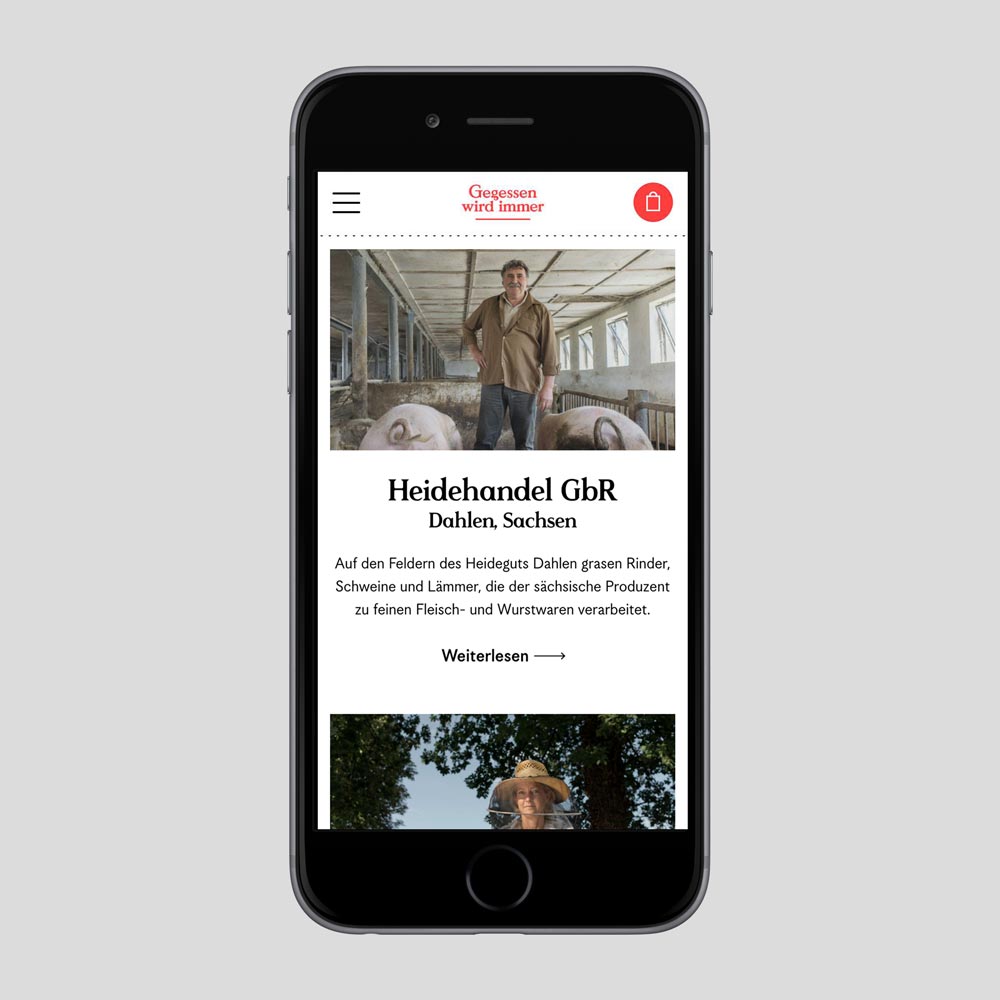 Gegessen
wird immer
Heidehandel GbR
Dahlen, Sachsen
Auf den Feldern des Heideguts Dahlen grasen Rinder,
Schweine und Lämmer, die der sächsische Produzent
zu feinen Fleisch- und Wurstwaren verarbeitet.
Weiterlesen